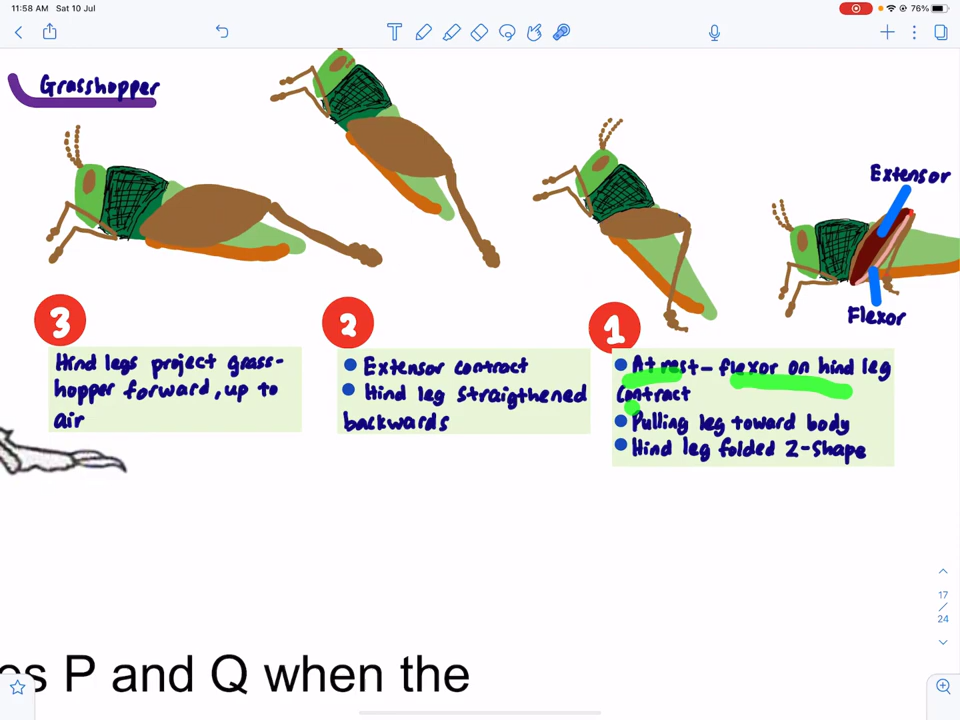 11:58 AM Sat 10 Jul
76%
Grasshopper
Extensor
Flexor
3
2
1
Hind legs project grass-
hopper forward, up to
air
Extensor contract
Hind leg straigthened
backwards
At rest - flexor on hind leg
contract
Pulling leg toward body
Hind leg folded Z-shape
17
/
24
es P and Q when the